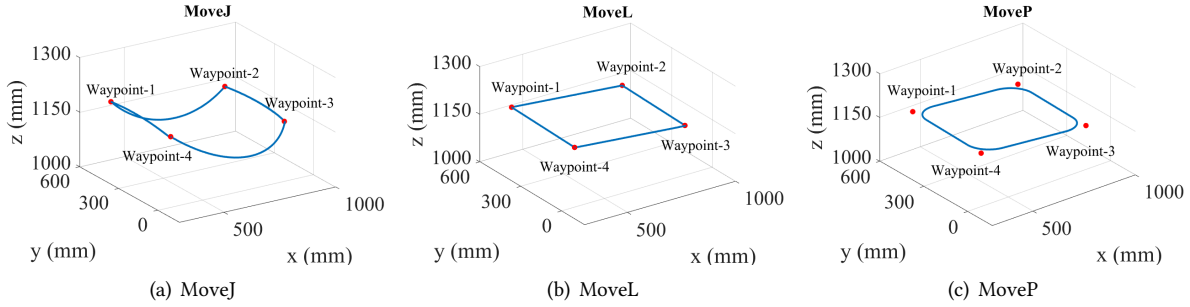 MoveJ
1300
Waypoint-1
Waypoint-2
Waypoint-3
1150
z (mm)
Waypoint-4
1000
600
300
0
1000
500
y (mm)
x (mm)
(a) MoveJ
MoveL
1300
Waypoint-1
Waypoint-2
1150
z (mm)
Waypoint-3
Waypoint-4
1000
600
300
0
1000
500
y (mm)
x (mm)
(b) MoveL
MoveP
1300
Waypoint-2
Waypoint-1
1150
z (mm)
Waypoint-3
Waypoint-4
1000
600
300
0
1000
500
y (mm)
x (mm)
(c) MoveP